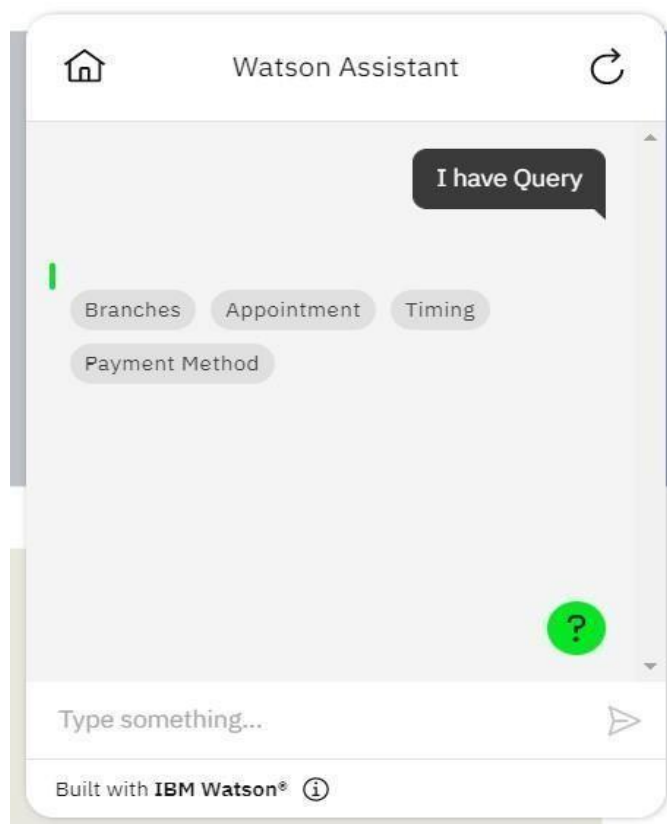 Watson Assistant
I have Query
Branches Appointment Timing
Payment Method
?
Type something...
Built with IBM Watson®